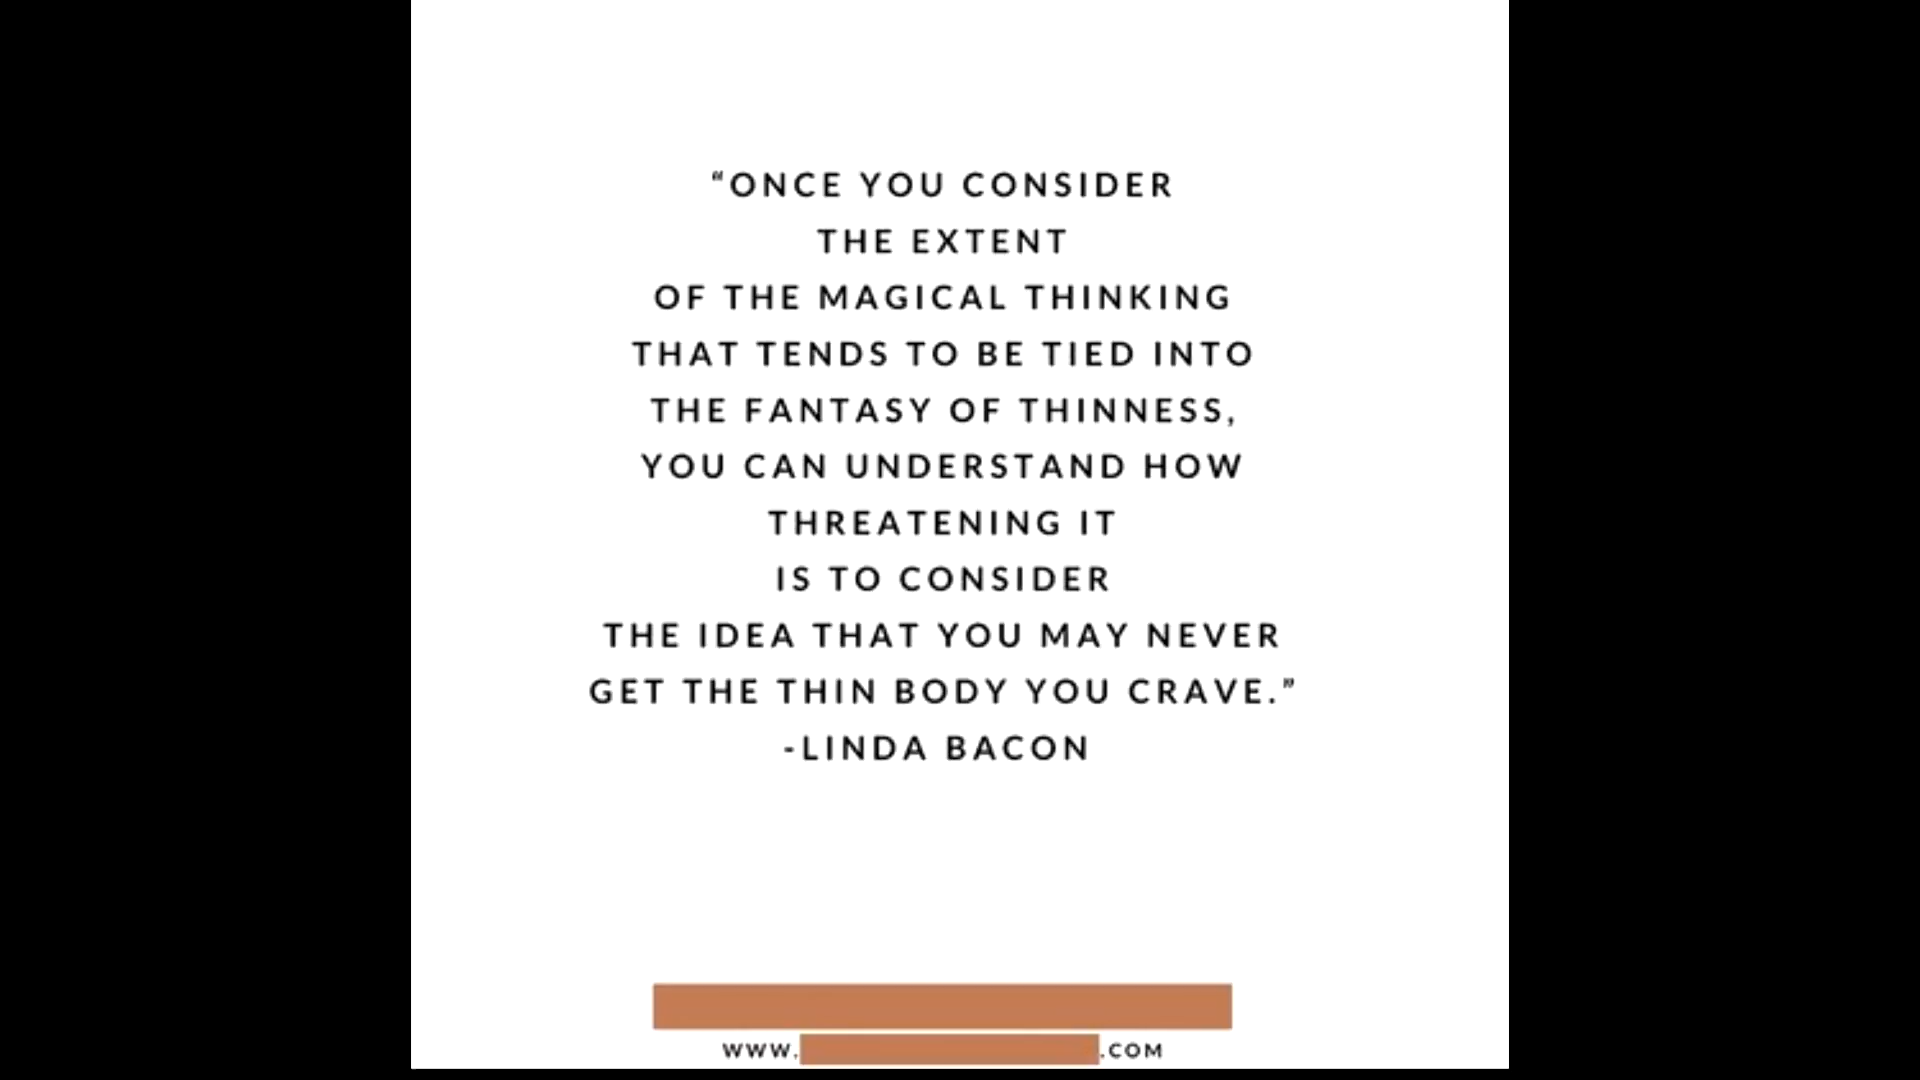 “ONCE YOU CONSIDER
THE EXTENT
OF THE MAGICAL THINKING
THAT TENDS TO BE TIED INTO
THE FANTASY OF THINNESS,
YOU CAN UNDERSTAND HOW
THREATENING IT
IS TO CONSIDER
THE IDEA THAT YOU MAY NEVER
GET THE THIN BODY YOU CRAVE.”
-LINDA BACON
WWW. .COM